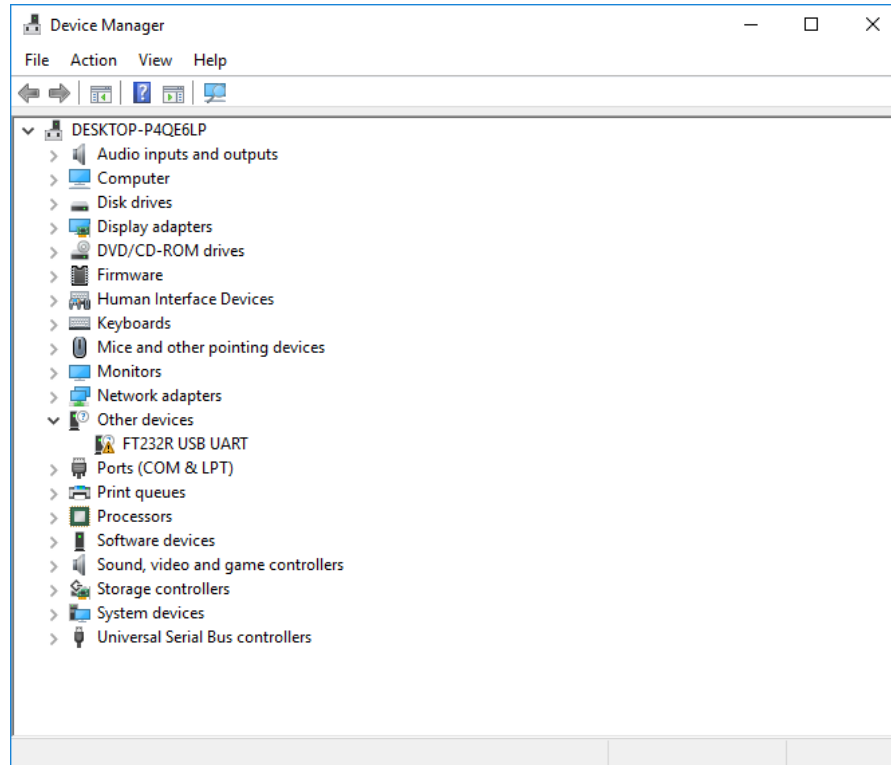 Device Manager
File Action View Help
DESKTOP-P4QE6LP
Audio inputs and outputs
Computer
Disk drives
Display adapters
DVD/CD-ROM drives
Firmware
Human Interface Devices
Keyboards
Mice and other pointing devices
Monitors
Network adapters
Other devices
FT232R USB UART
Ports (COM & LPT)
Print queues
Processors
Software devices
Sound, video and game controllers
Storage controllers
System devices
Universal Serial Bus controllers